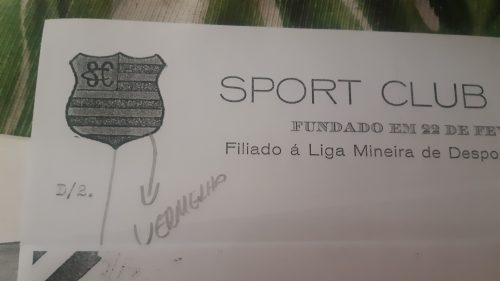 SC
SPORT CLUB
FUNDADO EM 22 DE FE
Filiado á Liga Mineira de Despo
D/2.
VERMELHO